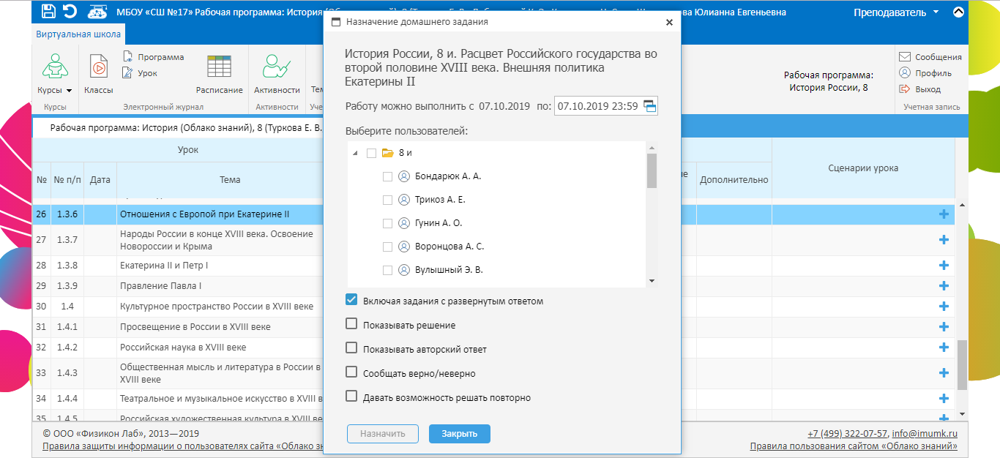 МБОУ «СШ №17» Рабочая программа: История
ова Юлианна Евгеньевна
Преподаватель
Виртуальная школа
Курсы
Классы
Программа
Урок
Расписание
Активности
Курсы
Электронный журнал
Активности
Рабочая программа:
История России, 8
Сообщения
Профиль
Выход
Учетная запись
Рабочая программа: История (Облако знаний), 8 (Туркова Е. В.
Урок
№ № п/п Дата Тема
Дополнительно
Сценарии урока
26 1.3.6 Отношения с Европой при Екатерине II
27 1.3.7 Народы России в конце XVIII века. Освоение
Новороссии и Крыма
28 1.3.8 Екатерина II и Петр I
29 1.3.9 Правление Павла I
30 1.4 Культурное пространство России в XVIII веке
31 1.4.1 Просвещение в России в XVIII веке
32 1.4.2 Российская наука в XVIII веке
33 1.4.3 Общественная мысль и литература в России в
XVIII веке
34 1.4.4 Театральное и музыкальное искусство в XVIII в
35 1.4.5 Российская художественная культура в XVIII ве
Назначение домашнего задания
История России, 8 и. Расцвет Российского государства во
второй половине XVIII века. Внешняя политика
Екатерины II
Работу можно выполнить с 07.10.2019 по: 07.10.2019 23:59
Выберите пользователей:
8 и
Бондарюк А. А.
Трикоз А. Е.
Гунин А. О.
Воронцова А. С.
Вулышный Э. В.
Включая задания с развернутым ответом
Показывать решение
Показывать авторский ответ
Сообщать верно/неверно
Давать возможность решать повторно
Назначить
Закрыть
© ООО «Физикон Лаб», 2013—2019
Правила защиты информации о пользователях сайта «Облако зн
+7 (499) 322-07-57, info@imumk.ru
Правила пользования сайтом «Облако знаний»